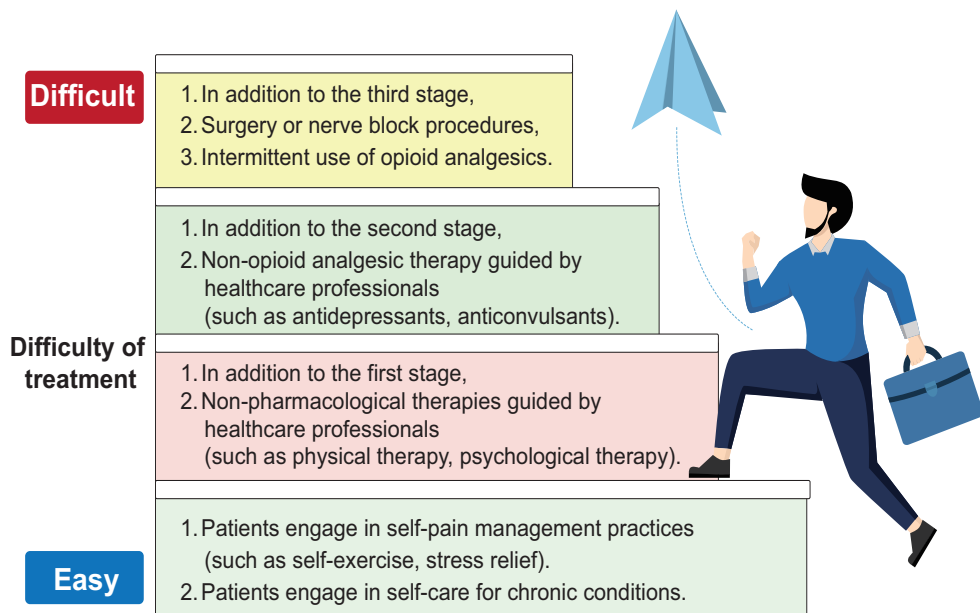 Difficult
1. In addition to the third stage,
2. Surgery or nerve block procedures,
3. Intermittent use of opioid analgesics.
1. In addition to the second stage,
2. Non-opioid analgesic therapy guided by
healthcare professionals
(such as antidepressants, anticonvulsants).
Difficulty of
treatment
1. In addition to the first stage,
2. Non-pharmacological therapies guided by
healthcare professionals
(such as physical therapy, psychological therapy).
1. Patients engage in self-pain management practices
(such as self-exercise, stress relief).
2. Patients engage in self-care for chronic conditions.
Easy